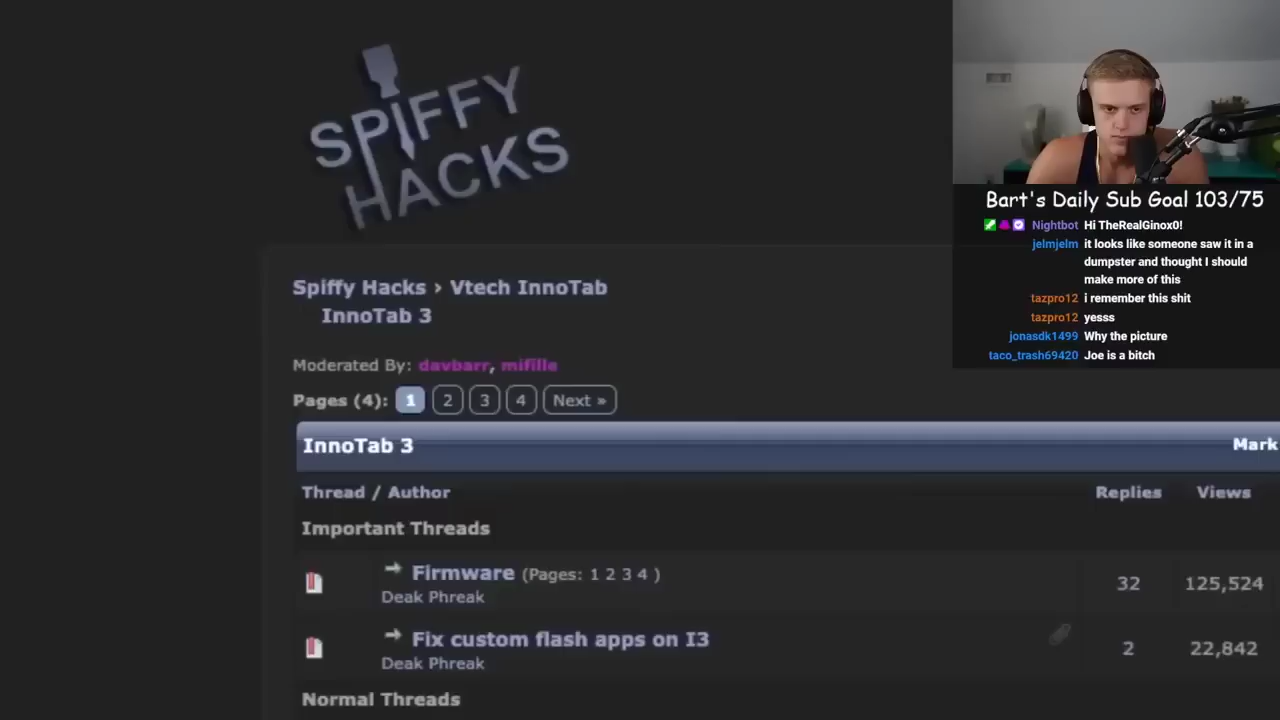 SPIFFY
HACKS
Spiffy Hacks › Vtech InnoTab
InnoTab 3
Moderated By: davbarr, mifille
Pages (4): 1 2 3 4 Next »
InnoTab 3 Mark
Thread / Author Replies Views
Important Threads
Firmware (Pages: 1 2 3 4 ) 32 125,524
Deak Phreak
Fix custom flash apps on I3 2 22,842
Deak Phreak
Normal Threads
Bart's Daily Sub Goal 103/75
Nightbot Hi TheRealGinox0!
jelmjelm it looks like someone saw it in a
dumpster and thought I should
make more of this
tazpro12 i remember this shit
tazpro12 yesss
jonasdk1499 Why the picture
taco_trash69420 Joe is a bitch